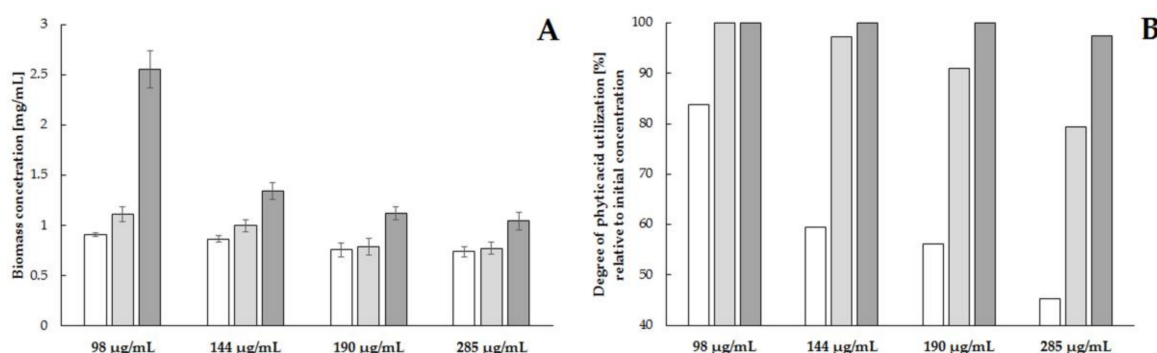 A
Biomass concetration [mg/mL]
3
2.5
2
1.5
1
0.5
0
98 µg/mL 144 µg/mL 190 µg/mL 285 µg/mL
B
Degree of phytic acid utilization [%]
relative to initial concentration
100
90
80
70
60
50
40
98 µg/mL 144 µg/mL 190 µg/mL 285 µg/mL